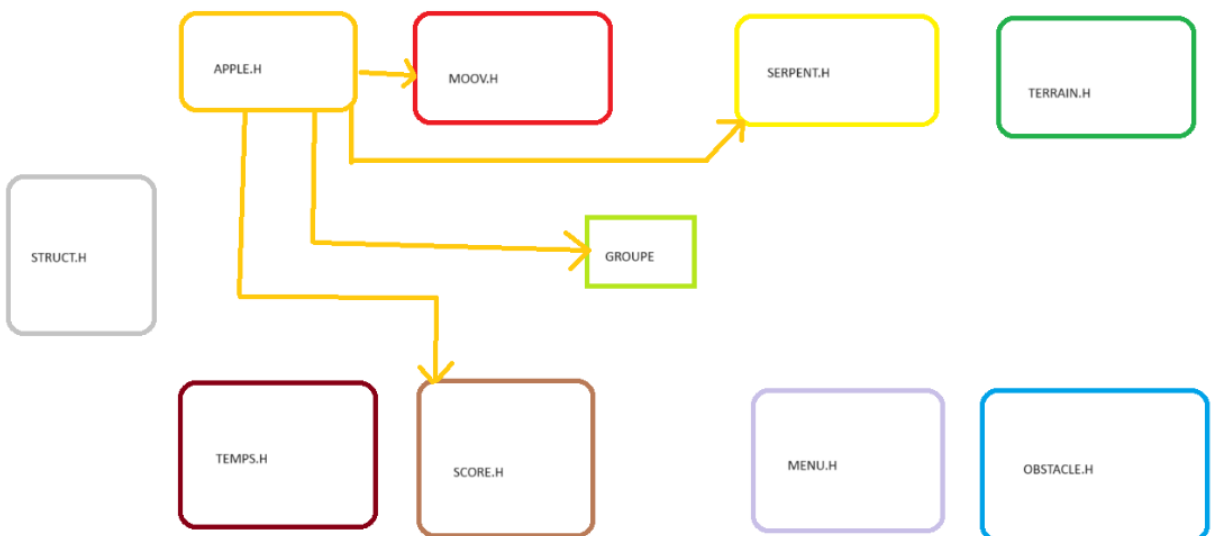 APPLE.H
MOOV.H
SERPENT.H
TERRAIN.H
STRUCT.H
GROUPE
TEMPS.H
SCORE.H
MENU.H
OBSTACLE.H